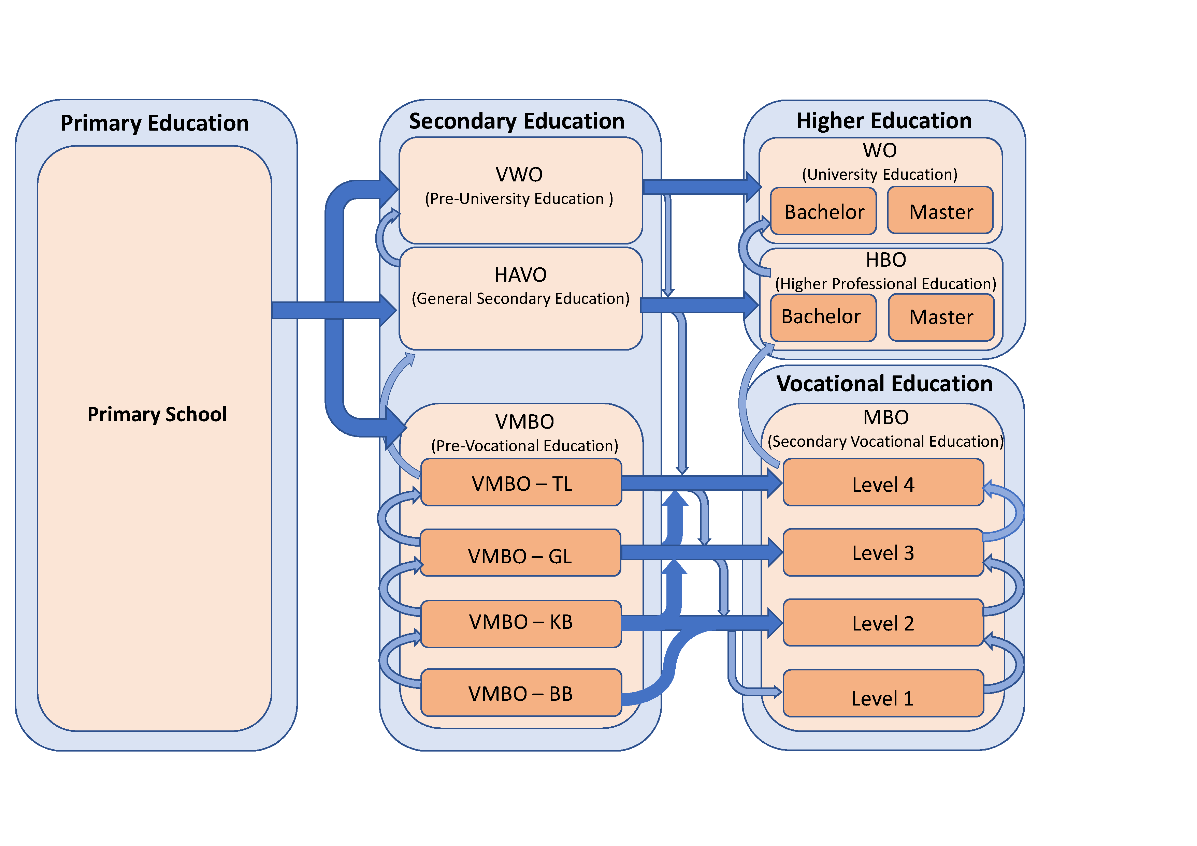 Primary Education
Primary School
Secondary Education
VWO
(Pre-University Education )
HAVO
(General Secondary Education)
VMBO
(Pre-Vocational Education)
VMBO – TL
VMBO – GL
VMBO – KB
VMBO – BB
Higher Education
WO
(University Education)
Bachelor
Master
HBO
(Higher Professional Education)
Bachelor
Master
Vocational Education
MBO
(Secondary Vocational Education)
Level 4
Level 3
Level 2
Level 1